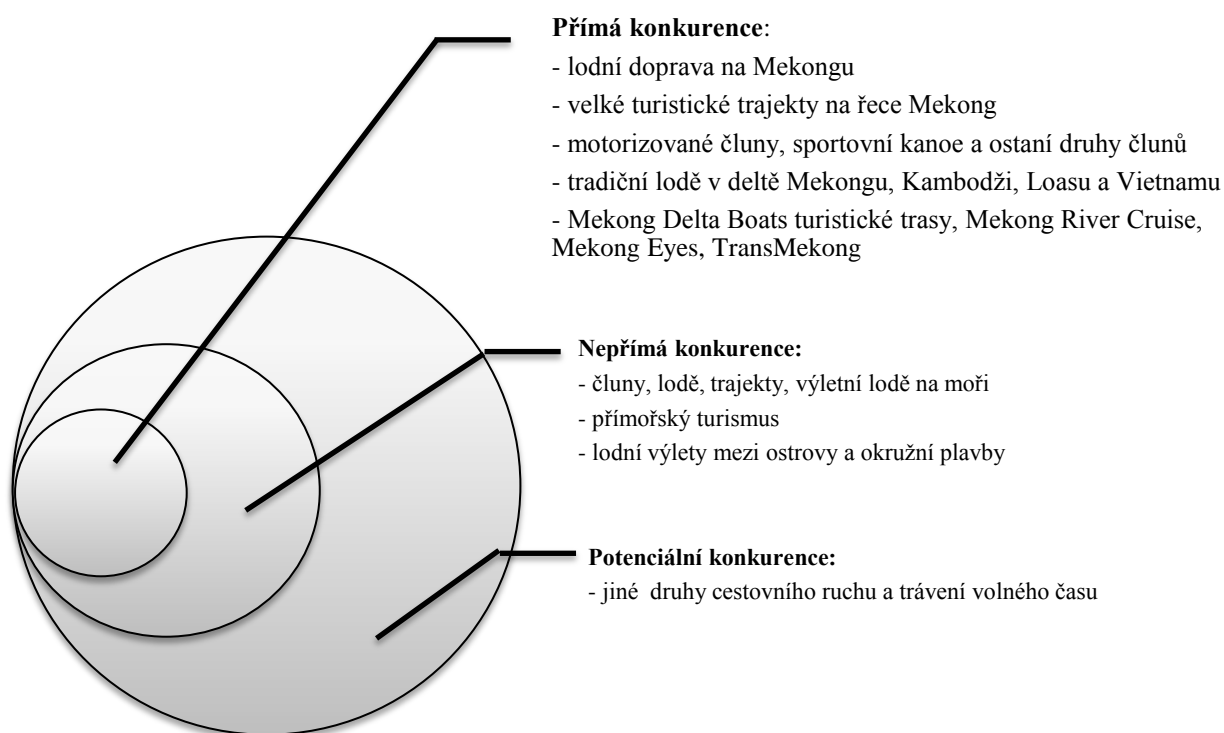 Přímá konkurence:
- lodní doprava na Mekongu
- velké turistické trajekty na řece Mekong
- motorizované čluny, sportovní kanoe a ostaní druhy člunů
- tradiční lodě v deltě Mekongu, Kambodži, Loasu a Vietnamu
- Mekong Delta Boats turistické trasy, Mekong River Cruise,
Mekong Eyes, TransMekong
Nepřímá konkurence:
- čluny, lodě, trajekty, výletní lodě na moři
- přímořský turismus
- lodní výlety mezi ostrovy a okružní plavby
Potenciální konkurence:
- jiné druhy cestovního ruchu a trávení volného času